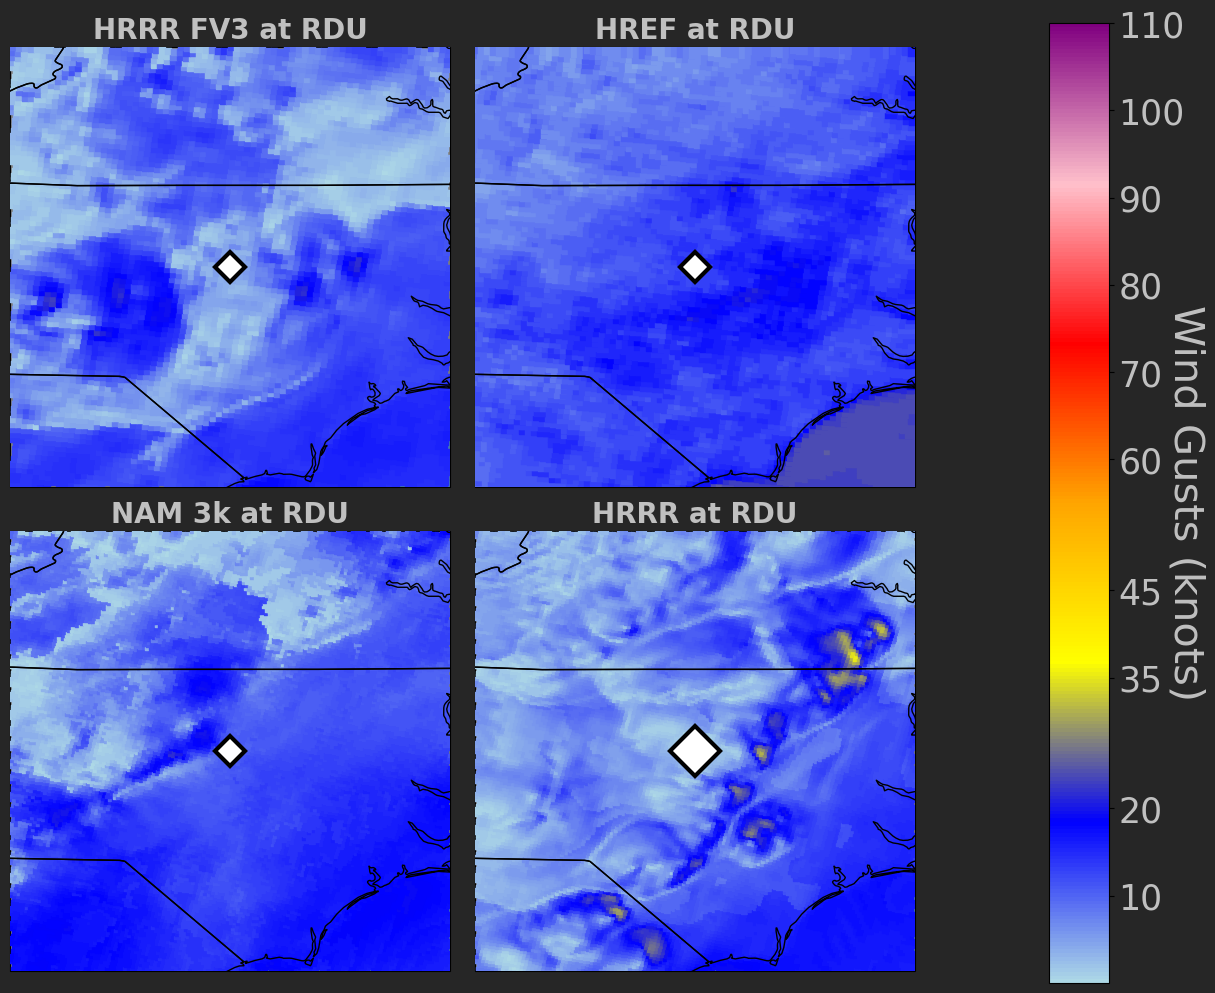 HRRR FV3 at RDU
HREF at RDU
NAM 3k at RDU
HRRR at RDU
110
100
90
80
70
60
45
35
20
10
Wind Gusts (knots)